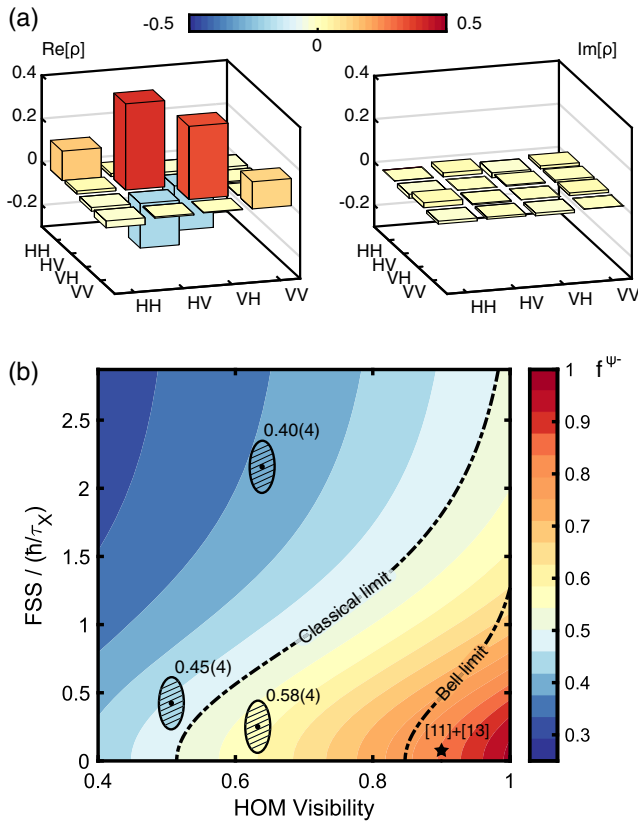 (a)
-0.5
0.5
0
Re[ρ]
Im[ρ]
0.4
0.2
0
-0.2
HH
HV
VH
VV
HH
HV
VH
VV
0.4
0.2
0
-0.2
HH
HV
VH
VV
HH
HV
VH
VV
(b)
f^Ψ-
FSS / (ħ/τX)
2.5
2
1.5
1
0.5
0
0.40(4)
0.45(4)
0.58(4)
Classical limit
Bell limit
[11]+[13]
0.4
0.6
0.8
1
HOM Visibility
1
0.9
0.8
0.7
0.6
0.5
0.4
0.3